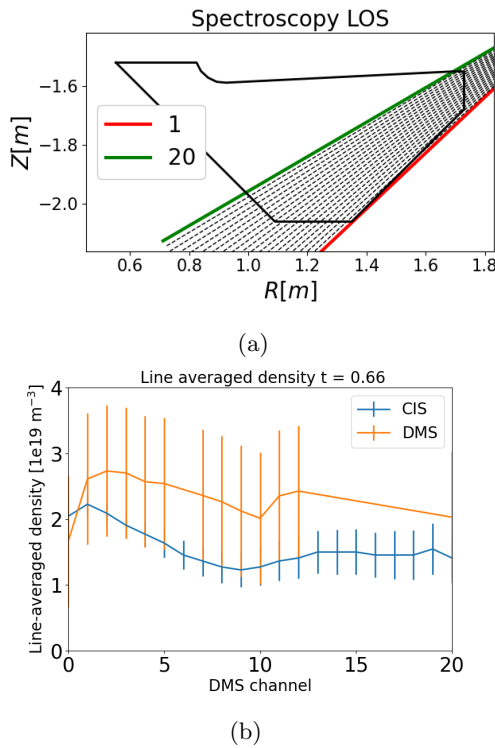 Spectroscopy LOS
Z[m]
−1.6
−1.8
−2.0
1
20
0.6 0.8 1.0 1.2 1.4 1.6 1.8
R[m]
(a)
Line averaged density t = 0.66
Line-averaged density [1e19 m⁻³]
4
3
2
1
0
CIS
DMS
0 5 10 15 20
DMS channel
(b)